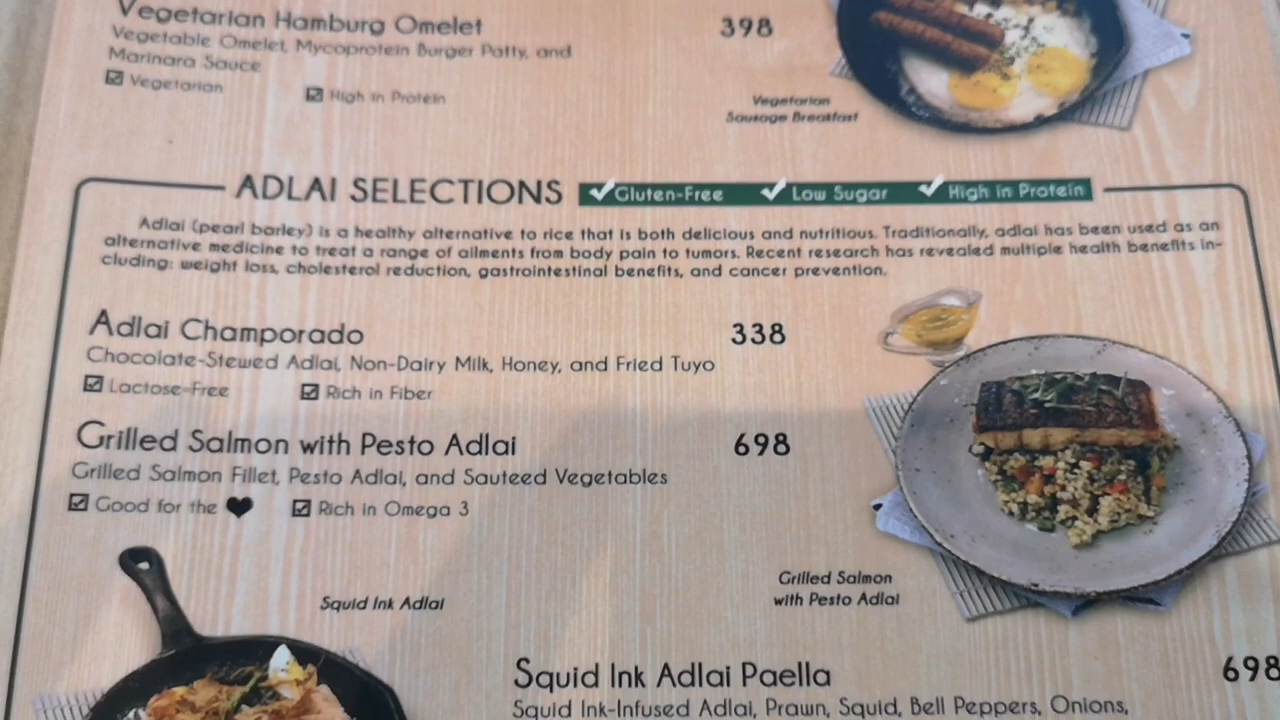 Vegetarian Hamburg Omelet 398
Vegetable Omelet, Mycoprotein Burger Patty, and
Marinara Sauce
Vegetarian High in Protein
Vegetarian
Sausage Breakfast
ADLAI SELECTIONS Gluten-Free Low Sugar High in Protein
Adlai (pearl barley) is a healthy alternative to rice that is both delicious and nutritious. Traditionally, adlai has been used as an
alternative medicine to treat a range of ailments from body pain to tumors. Recent research has revealed multiple health benefits in-
cluding: weight loss, cholesterol reduction, gastrointestinal benefits, and cancer prevention.
Adlai Champorado 338
Chocolate-Stewed Adlai, Non-Dairy Milk, Honey, and Fried Tuyo
Lactose-Free Rich in Fiber
Grilled Salmon with Pesto Adlai 698
Grilled Salmon Fillet, Pesto Adlai, and Sauteed Vegetables
Good for the Rich in Omega 3
Grilled Salmon
with Pesto Adlai
Squid Ink Adlai
Squid Ink Adlai Paella 698
Squid Ink-Infused Adlai, Prawn, Squid, Bell Peppers, Onions,